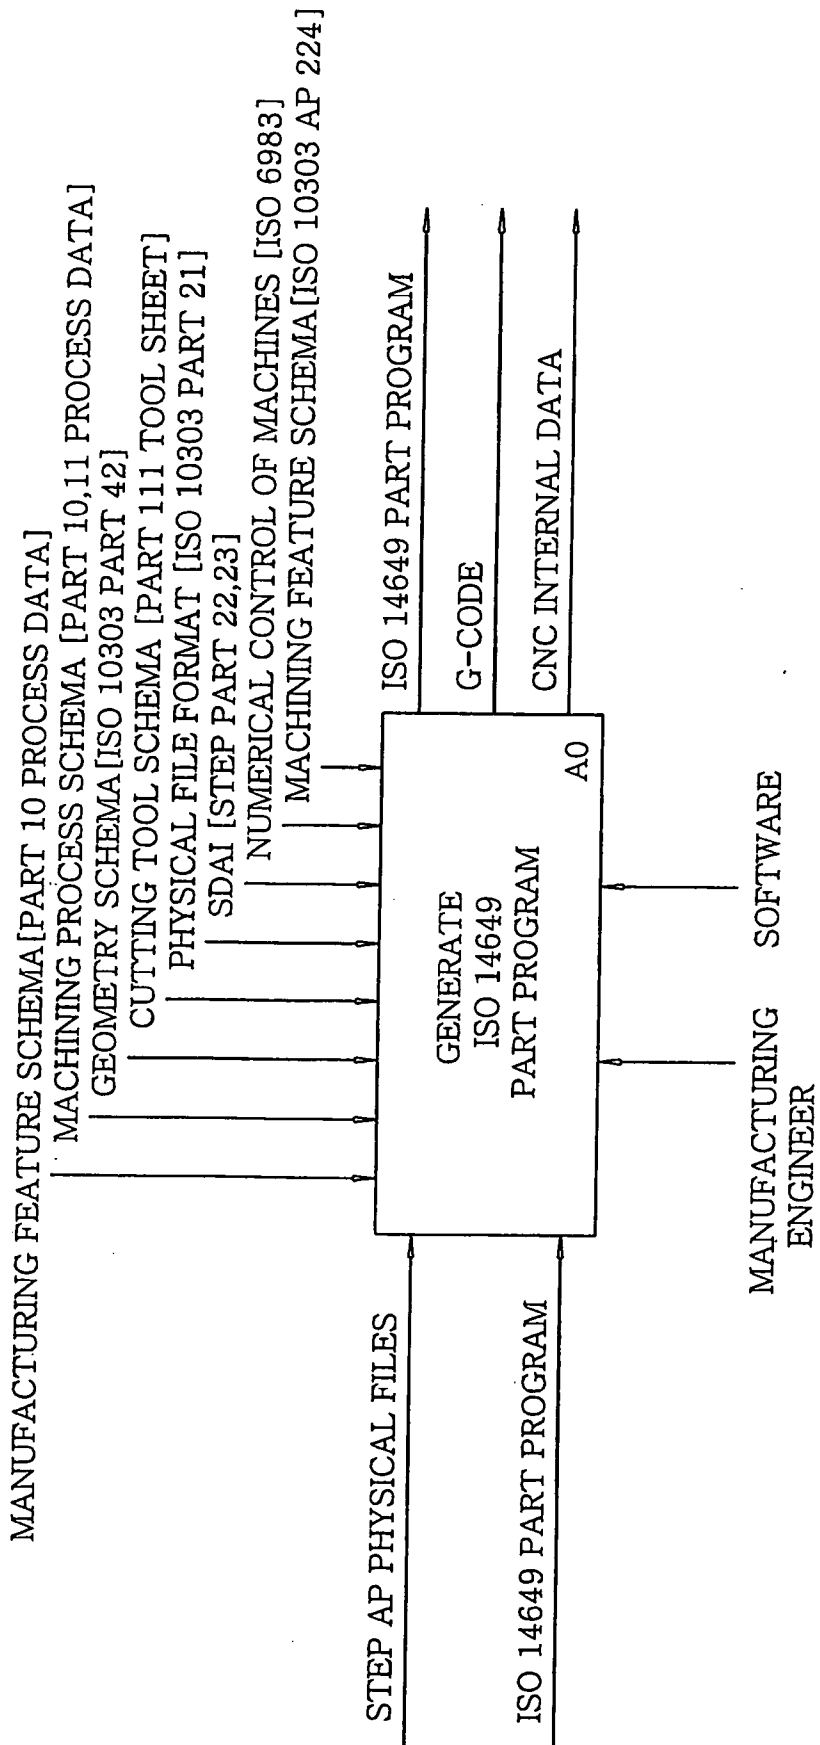 MANUFACTURING FEATURE SCHEMA[PART 10 PROCESS DATA]
MACHINING PROCESS SCHEMA [PART 10,11 PROCESS DATA]
GEOMETRY SCHEMA[ISO 10303 PART 42]
CUTTING TOOL SCHEMA [PART 111 TOOL SHEET]
PHYSICAL FILE FORMAT [ISO 10303 PART 21]
SDAI [STEP PART 22,23]
NUMERICAL CONTROL OF MACHINES [ISO 6983]
MACHINING FEATURE SCHEMA[ISO 10303 AP 224]
STEP AP PHYSICAL FILES
ISO 14649 PART PROGRAM
GENERATE
ISO 14649
PART PROGRAM
A0
ISO 14649 PART PROGRAM
G-CODE
CNC INTERNAL DATA
MANUFACTURING
ENGINEER
SOFTWARE